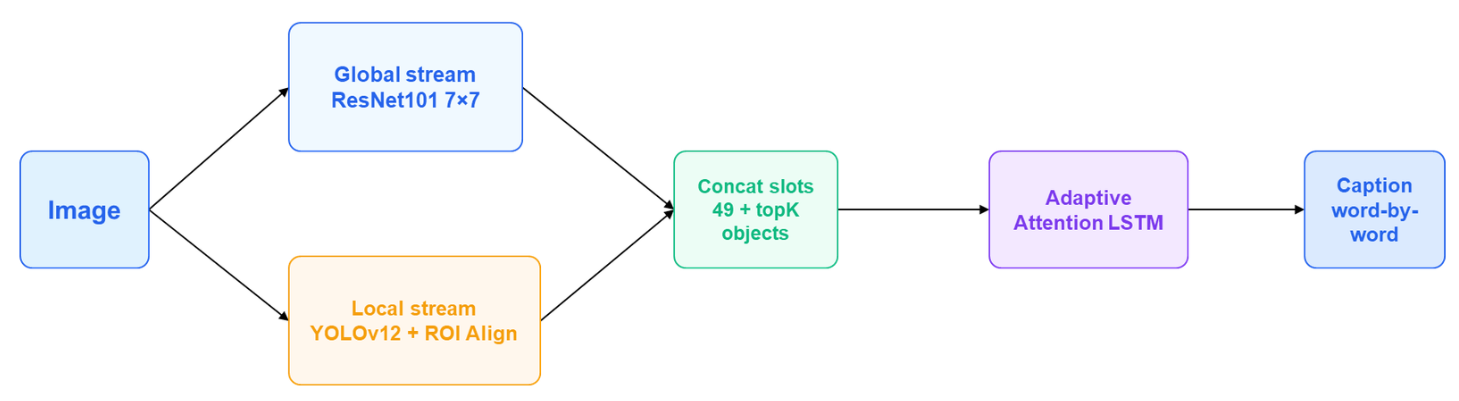 Image
Global stream
ResNet101 7×7
Local stream
YOLOv12 + ROI Align
Concat slots
49 + topK
objects
Adaptive
Attention LSTM
Caption
word-by-
word